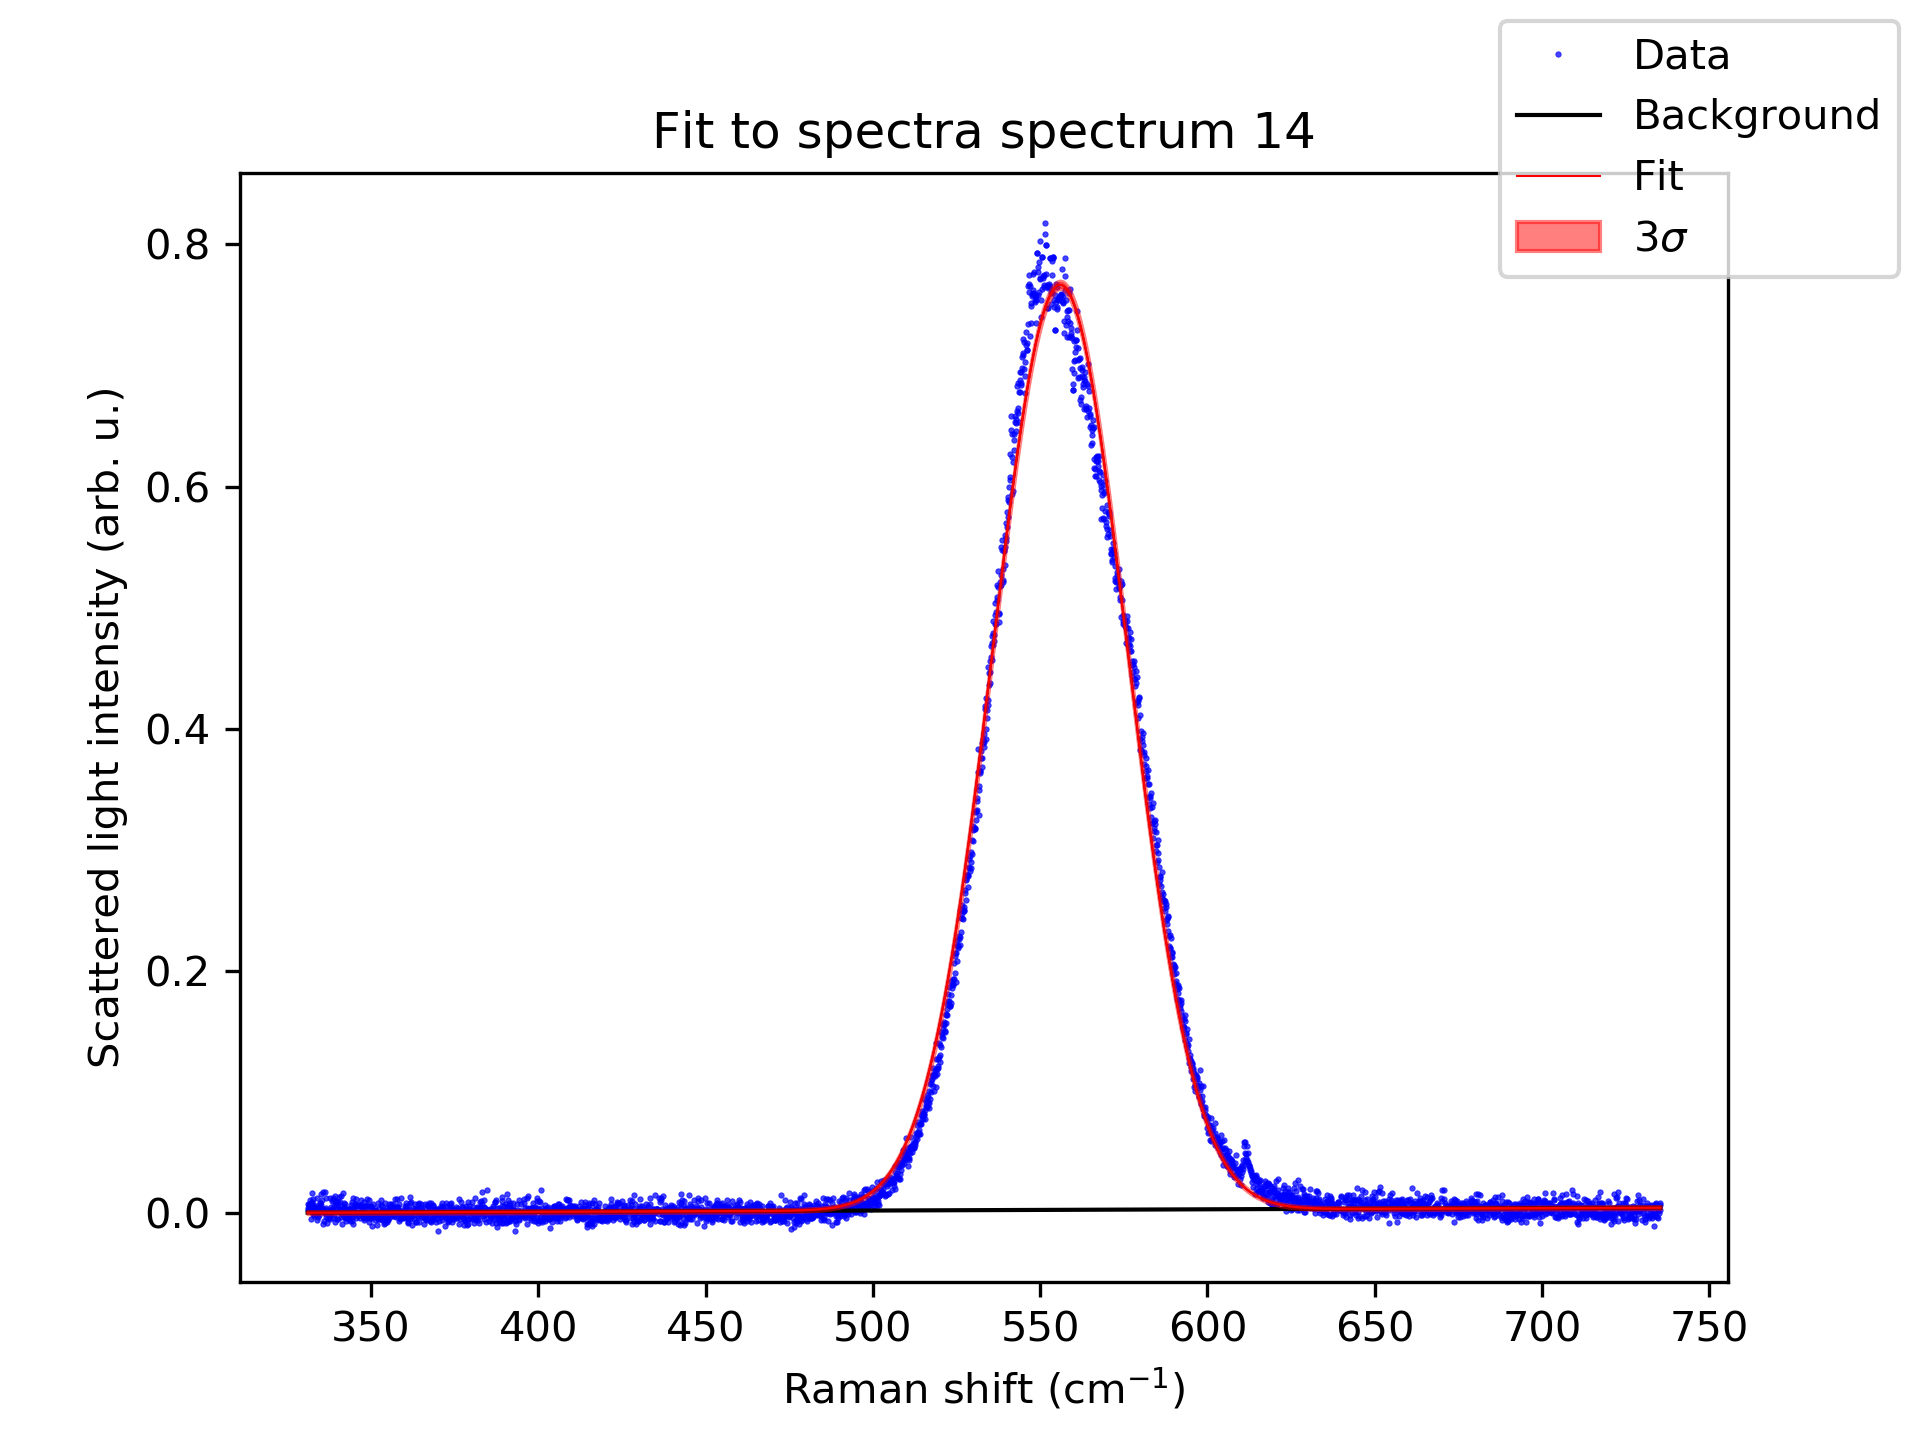 Data
Background
Fit
3σ
Fit to spectra spectrum 14
Scattered light intensity (arb. u.)
0.8
0.6
0.4
0.2
0.0
350 400 450 500 550 600 650 700 750
Raman shift (cm⁻¹)